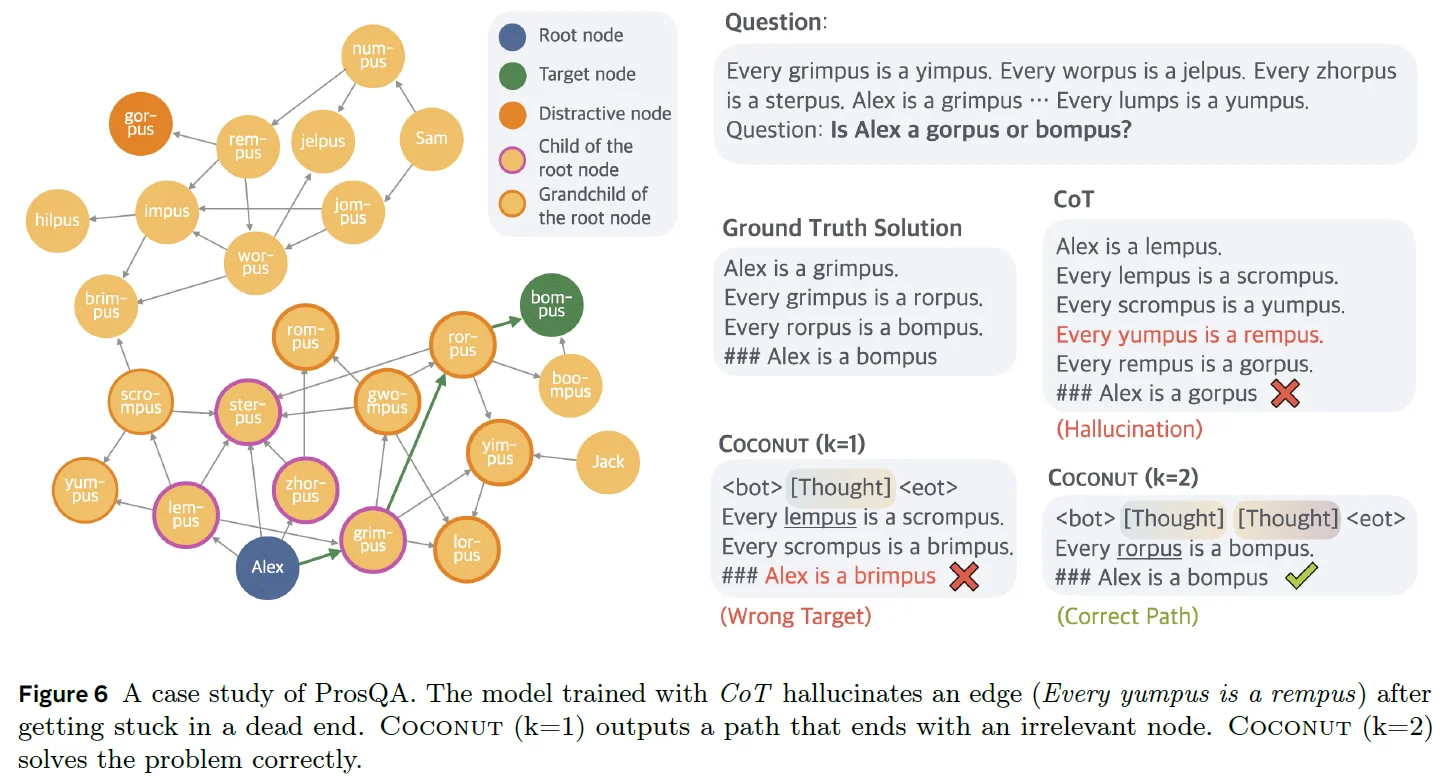 num-
pus
gor-
pus
rem-
pus
jelpus
Sam
hilpus
impus
jom-
pus
wor-
pus
brim-
pus
bom-
pus
rom-
pus
ror-
pus
boo-
mpus
scro-
mpus
ster-
pus
gwo-
mpus
yim-
pus
Jack
yum-
pus
lem-
pus
zhor-
pus
grim-
pus
lor-
pus
Alex
Root node
Target node
Distractive node
Child of the
root node
Grandchild of
the root node
Question:
Every grimpus is a yimpus. Every worpus is a jelpus. Every zhorpus
is a sterpus. Alex is a grimpus ··· Every lumps is a yumpus.
Question: Is Alex a gorpus or bompus?
Ground Truth Solution
Alex is a grimpus.
Every grimpus is a rorpus.
Every rorpus is a bompus.
### Alex is a bompus
CoT
Alex is a lempus.
Every lempus is a scrompus.
Every scrompus is a yumpus.
Every yumpus is a rempus.
Every rempus is a gorpus.
### Alex is a gorpus
(Hallucination)
COCONUT (k=1)
<bot> [Thought] <eot>
Every lempus is a scrompus.
Every scrompus is a brimpus.
### Alex is a brimpus
(Wrong Target)
COCONUT (k=2)
<bot> [Thought] [Thought] <eot>
Every rorpus is a bompus.
### Alex is a bompus
(Correct Path)
Figure 6 A case study of ProsQA. The model trained with CoT hallucinates an edge (Every yumpus is a rempus) after
getting stuck in a dead end. COCONUT (k=1) outputs a path that ends with an irrelevant node. COCONUT (k=2)
solves the problem correctly.